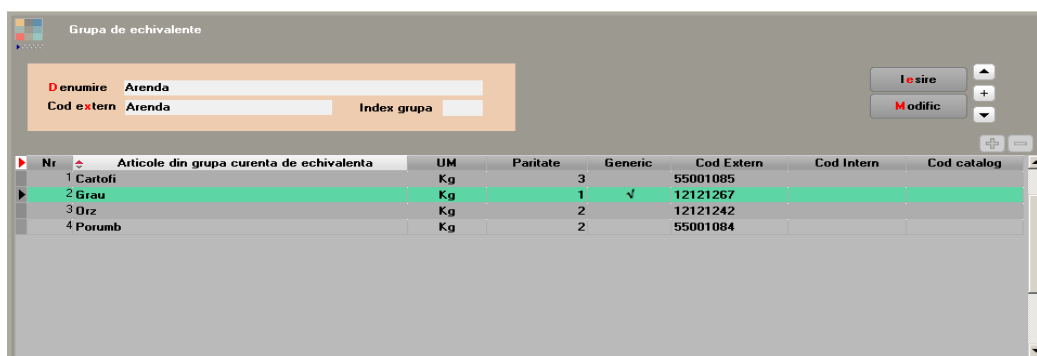 Grupa de echivalente
Denumire Arenda
Cod extern Arenda Index grupa
Iesire
Modific
Nr Articole din grupa curenta de echivalenta UM Paritate Generic Cod Extern Cod Intern Cod catalog
1 Cartofi Kg 3 55001085
2 Grau Kg 1 √ 12121267
3 Orz Kg 2 12121242
4 Porumb Kg 2 55001084